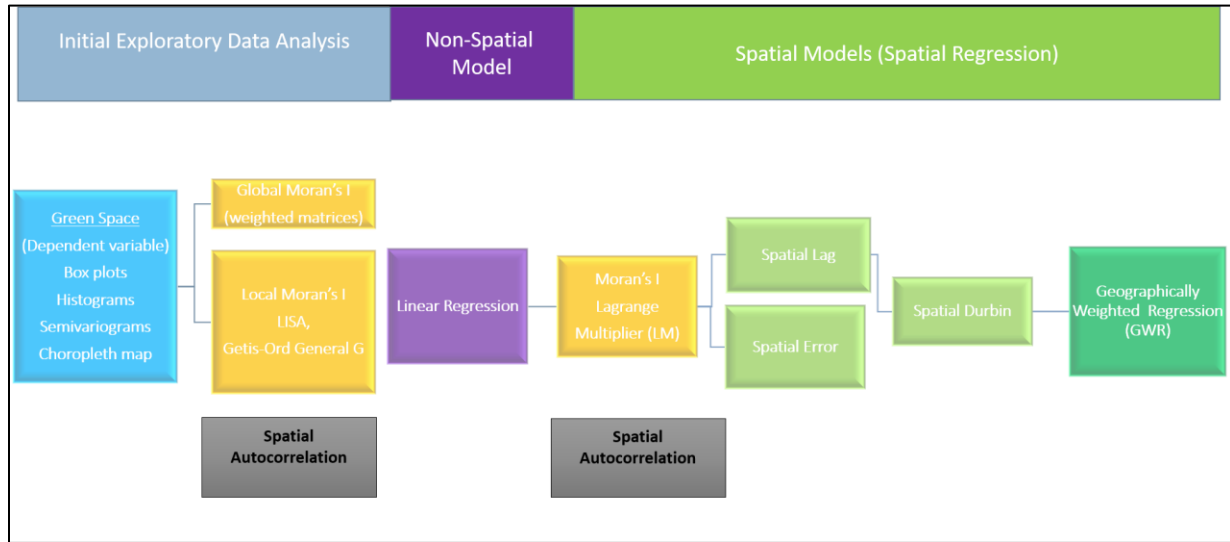 Initial Exploratory Data Analysis
Non-Spatial
Model
Spatial Models (Spatial Regression)
Green Space
(Dependent variable)
Box plots
Histograms
Semivariograms
Choropleth map
Global Moran's I
(weighted matrices)
Local Moran's I
LISA,
Getis-Ord General G
Spatial
Autocorrelation
Linear Regression
Moran's I
Lagrange
Multiplier (LM)
Spatial
Autocorrelation
Spatial Lag
Spatial Error
Spatial Durbin
Geographically
Weighted Regression
(GWR)